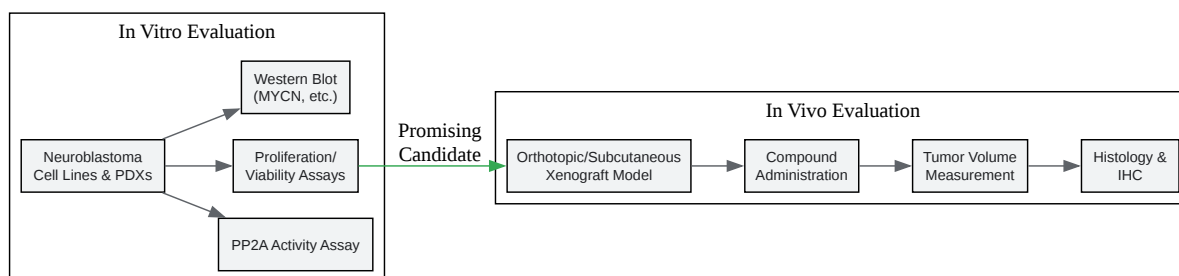 In Vitro Evaluation
Western Blot
(MYCN, etc.)
Neuroblastoma
Cell Lines & PDXs
Proliferation/
Viability Assays
PP2A Activity Assay
Promising
Candidate
In Vivo Evaluation
Orthotopic/Subcutaneous
Xenograft Model
Compound
Administration
Tumor Volume
Measurement
Histology &
IHC